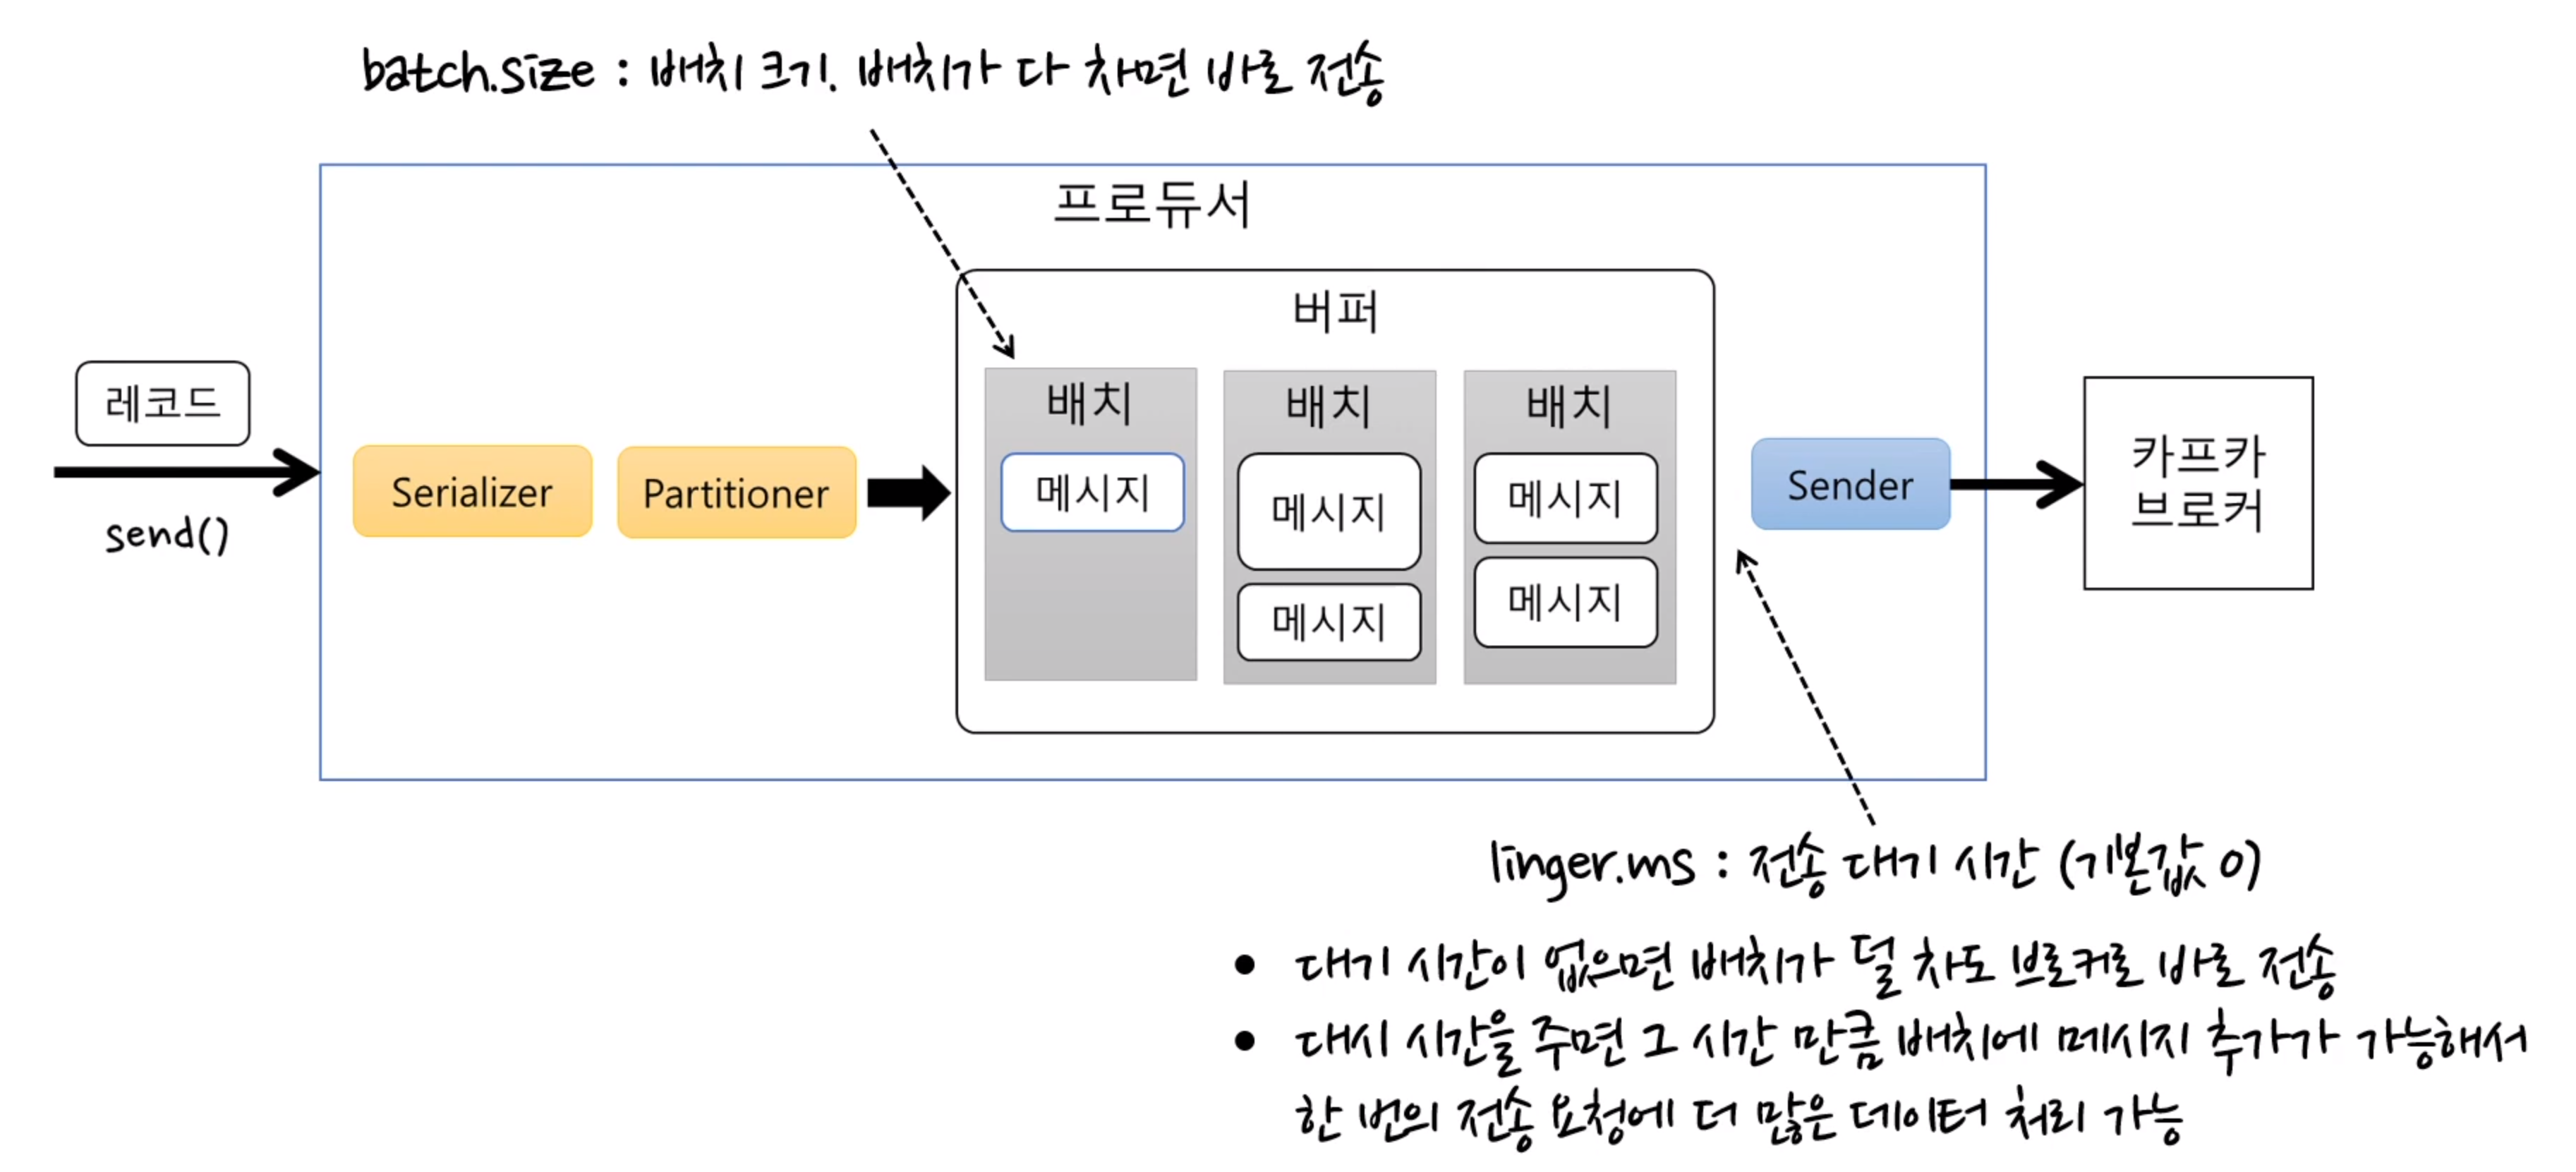 batch.size : 배치 크기. 배치가 다 차면 바로 전송
프로듀서
버퍼
레코드
send()
Serializer
Partitioner
배치
메시지
배치
메시지
메시지
배치
메시지
메시지
Sender
카프카
브로커
linger.ms : 전송 대기 시간 (기본값 0)
• 대기 시간이 없으면 배치가 덜 차도 브로커로 바로 전송
• 대시 시간을 주면 그 시간 만큼 배치에 메시지 추가가 가능해서
한 번의 전송 요청에 더 많은 데이터 처리 가능